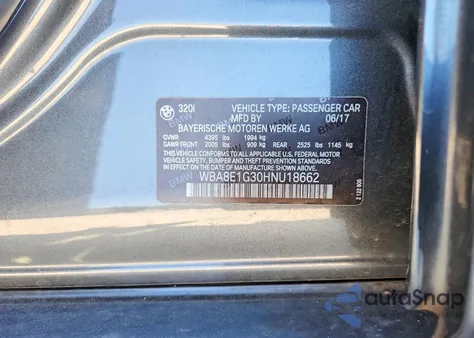 320i VEHICLE TYPE: PASSENGER CAR
MFD BY 06/17
BAYERISCHE MOTOREN WERKE AG
GVWR 4395 lbs 1994 kg
GAWR FRONT 2005 lbs 909 kg REAR 2525 lbs 1145 kg
THIS VEHICLE CONFORMS TO ALL APPLICABLE
U.S. FEDERAL MOTOR VEHICLE SAFETY, BUMPER,
AND THEFT PREVENTION STANDARDS IN EFFECT ON THE
DATE OF MANUFACTURE SHOWN ABOVE.
WBA8E1G30HNU18662
autoSnap